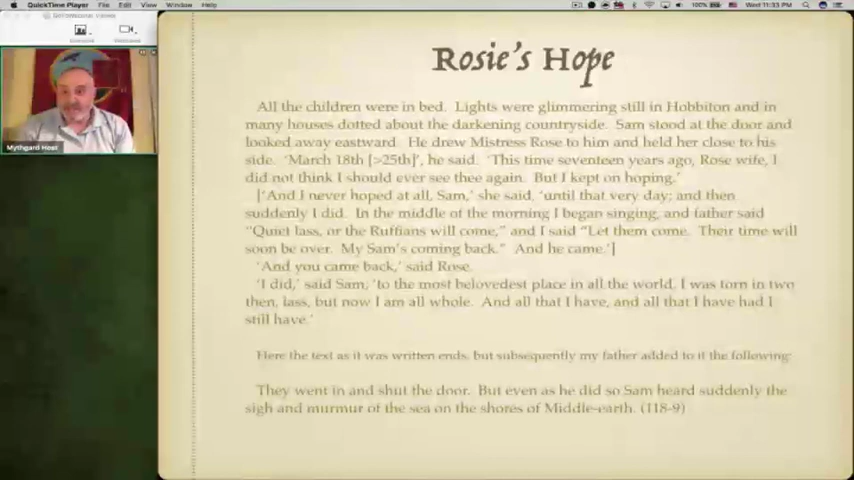 QuickTime Player File Edit View Window Help
100% Wed 11:33 PM
Rosie's Hope
Mythgard Host
All the children were in bed. Lights were glimmering still in Hobbiton and in
many houses dotted about the darkening countryside. Sam stood at the door and
looked away eastward. He drew Mistress Rose to him and held her close to his
side. 'March 18th [>25th]', he said. 'This time seventeen years ago, Rose wife, I
did not think I should ever see thee again. But I kept on hoping.'
['And I never hoped at all, Sam,' she said, 'until that very day; and then
suddenly I did. In the middle of the morning I began singing, and father said
"Quiet lass, or the Ruffians will come," and I said "Let them come. Their time will
soon be over. My Sam's coming back." And he came.']
'And you came back,' said Rose.
'I did,' said Sam, 'to the most belovedest place in all the world. I was torn in two
then, lass, but now I am all whole. And all that I have, and all that I have had I
still have.'
Here the text as it was written ends, but subsequently my father added to it the following:
They went in and shut the door. But even as he did so Sam heard suddenly the
sigh and murmur of the sea on the shores of Middle-earth. (118-9)